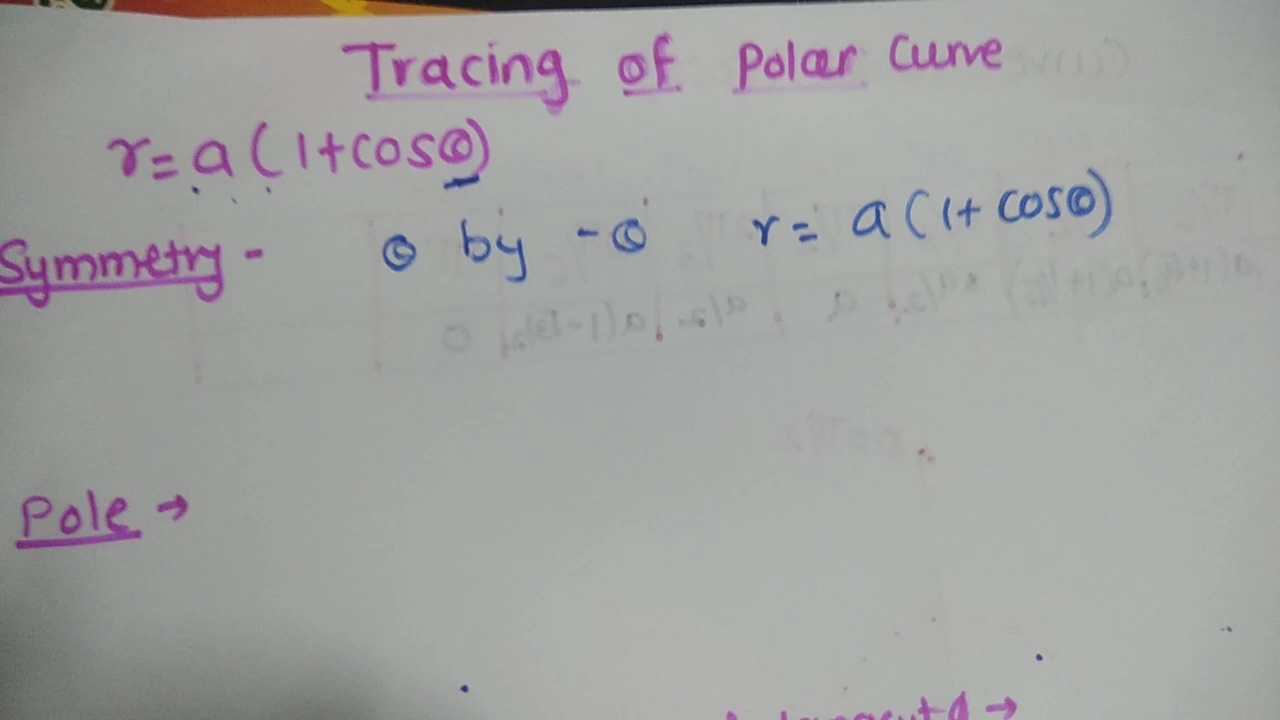 Tracing of Polar Curve
r=a(1+cosθ)
Symmetry - θ by -θ r= a(1+cosθ)
Pole →